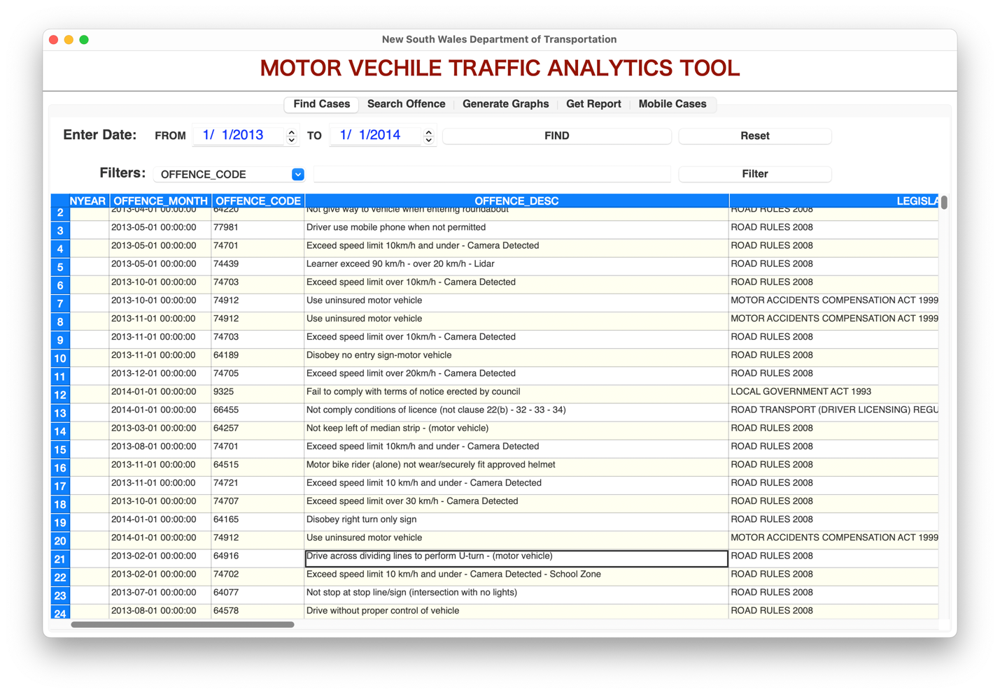 New South Wales Department of Transportation
MOTOR VECHILE TRAFFIC ANALYTICS TOOL
Find Cases Search Offence Generate Graphs Get Report Mobile Cases
Enter Date: FROM 1/ 1/2013 TO 1/ 1/2014 FIND Reset
Filters: OFFENCE_CODE Filter
NYEAR OFFENCE_MONTH OFFENCE_CODE OFFENCE_DESC LEGISLA
2 2013-04-01 00:00:00 64220 Not give way to vehicle when entering roundabout ROAD RULES 2008
3 2013-05-01 00:00:00 77981 Driver use mobile phone when not permitted ROAD RULES 2008
4 2013-05-01 00:00:00 74701 Exceed speed limit 10km/h and under - Camera Detected ROAD RULES 2008
5 2013-05-01 00:00:00 74439 Learner exceed 90 km/h - over 20 km/h - Lidar ROAD RULES 2008
6 2013-10-01 00:00:00 74703 Exceed speed limit over 10km/h - Camera Detected ROAD RULES 2008
7 2013-10-01 00:00:00 74912 Use uninsured motor vehicle MOTOR ACCIDENTS COMPENSATION ACT 1999
8 2013-11-01 00:00:00 74912 Use uninsured motor vehicle MOTOR ACCIDENTS COMPENSATION ACT 1999
9 2013-11-01 00:00:00 74703 Exceed speed limit over 10km/h - Camera Detected ROAD RULES 2008
10 2013-11-01 00:00:00 64189 Disobey no entry sign-motor vehicle ROAD RULES 2008
11 2013-12-01 00:00:00 74705 Exceed speed limit over 20km/h - Camera Detected ROAD RULES 2008
12 2014-01-01 00:00:00 9325 Fail to comply with terms of notice erected by council LOCAL GOVERNMENT ACT 1993
13 2014-01-01 00:00:00 66455 Not comply conditions of licence (not clause 22(b) - 32 - 33 - 34) ROAD TRANSPORT (DRIVER LICENSING) REGU
14 2013-03-01 00:00:00 64257 Not keep left of median strip - (motor vehicle) ROAD RULES 2008
15 2013-08-01 00:00:00 74701 Exceed speed limit 10km/h and under - Camera Detected ROAD RULES 2008
16 2013-11-01 00:00:00 64515 Motor bike rider (alone) not wear/securely fit approved helmet ROAD RULES 2008
17 2013-11-01 00:00:00 74721 Exceed speed limit 10 km/h and under - Camera Detected ROAD RULES 2008
18 2013-10-01 00:00:00 74707 Exceed speed limit over 30 km/h - Camera Detected ROAD RULES 2008
19 2014-01-01 00:00:00 64165 Disobey right turn only sign ROAD RULES 2008
20 2014-01-01 00:00:00 74912 Use uninsured motor vehicle MOTOR ACCIDENTS COMPENSATION ACT 1999
21 2013-02-01 00:00:00 64916 Drive across dividing lines to perform U-turn - (motor vehicle) ROAD RULES 2008
22 2013-02-01 00:00:00 74702 Exceed speed limit 10 km/h and under - Camera Detected - School Zone ROAD RULES 2008
23 2013-07-01 00:00:00 64077 Not stop at stop line/sign (intersection with no lights) ROAD RULES 2008
24 2013-08-01 00:00:00 64578 Drive without proper control of vehicle ROAD RULES 2008